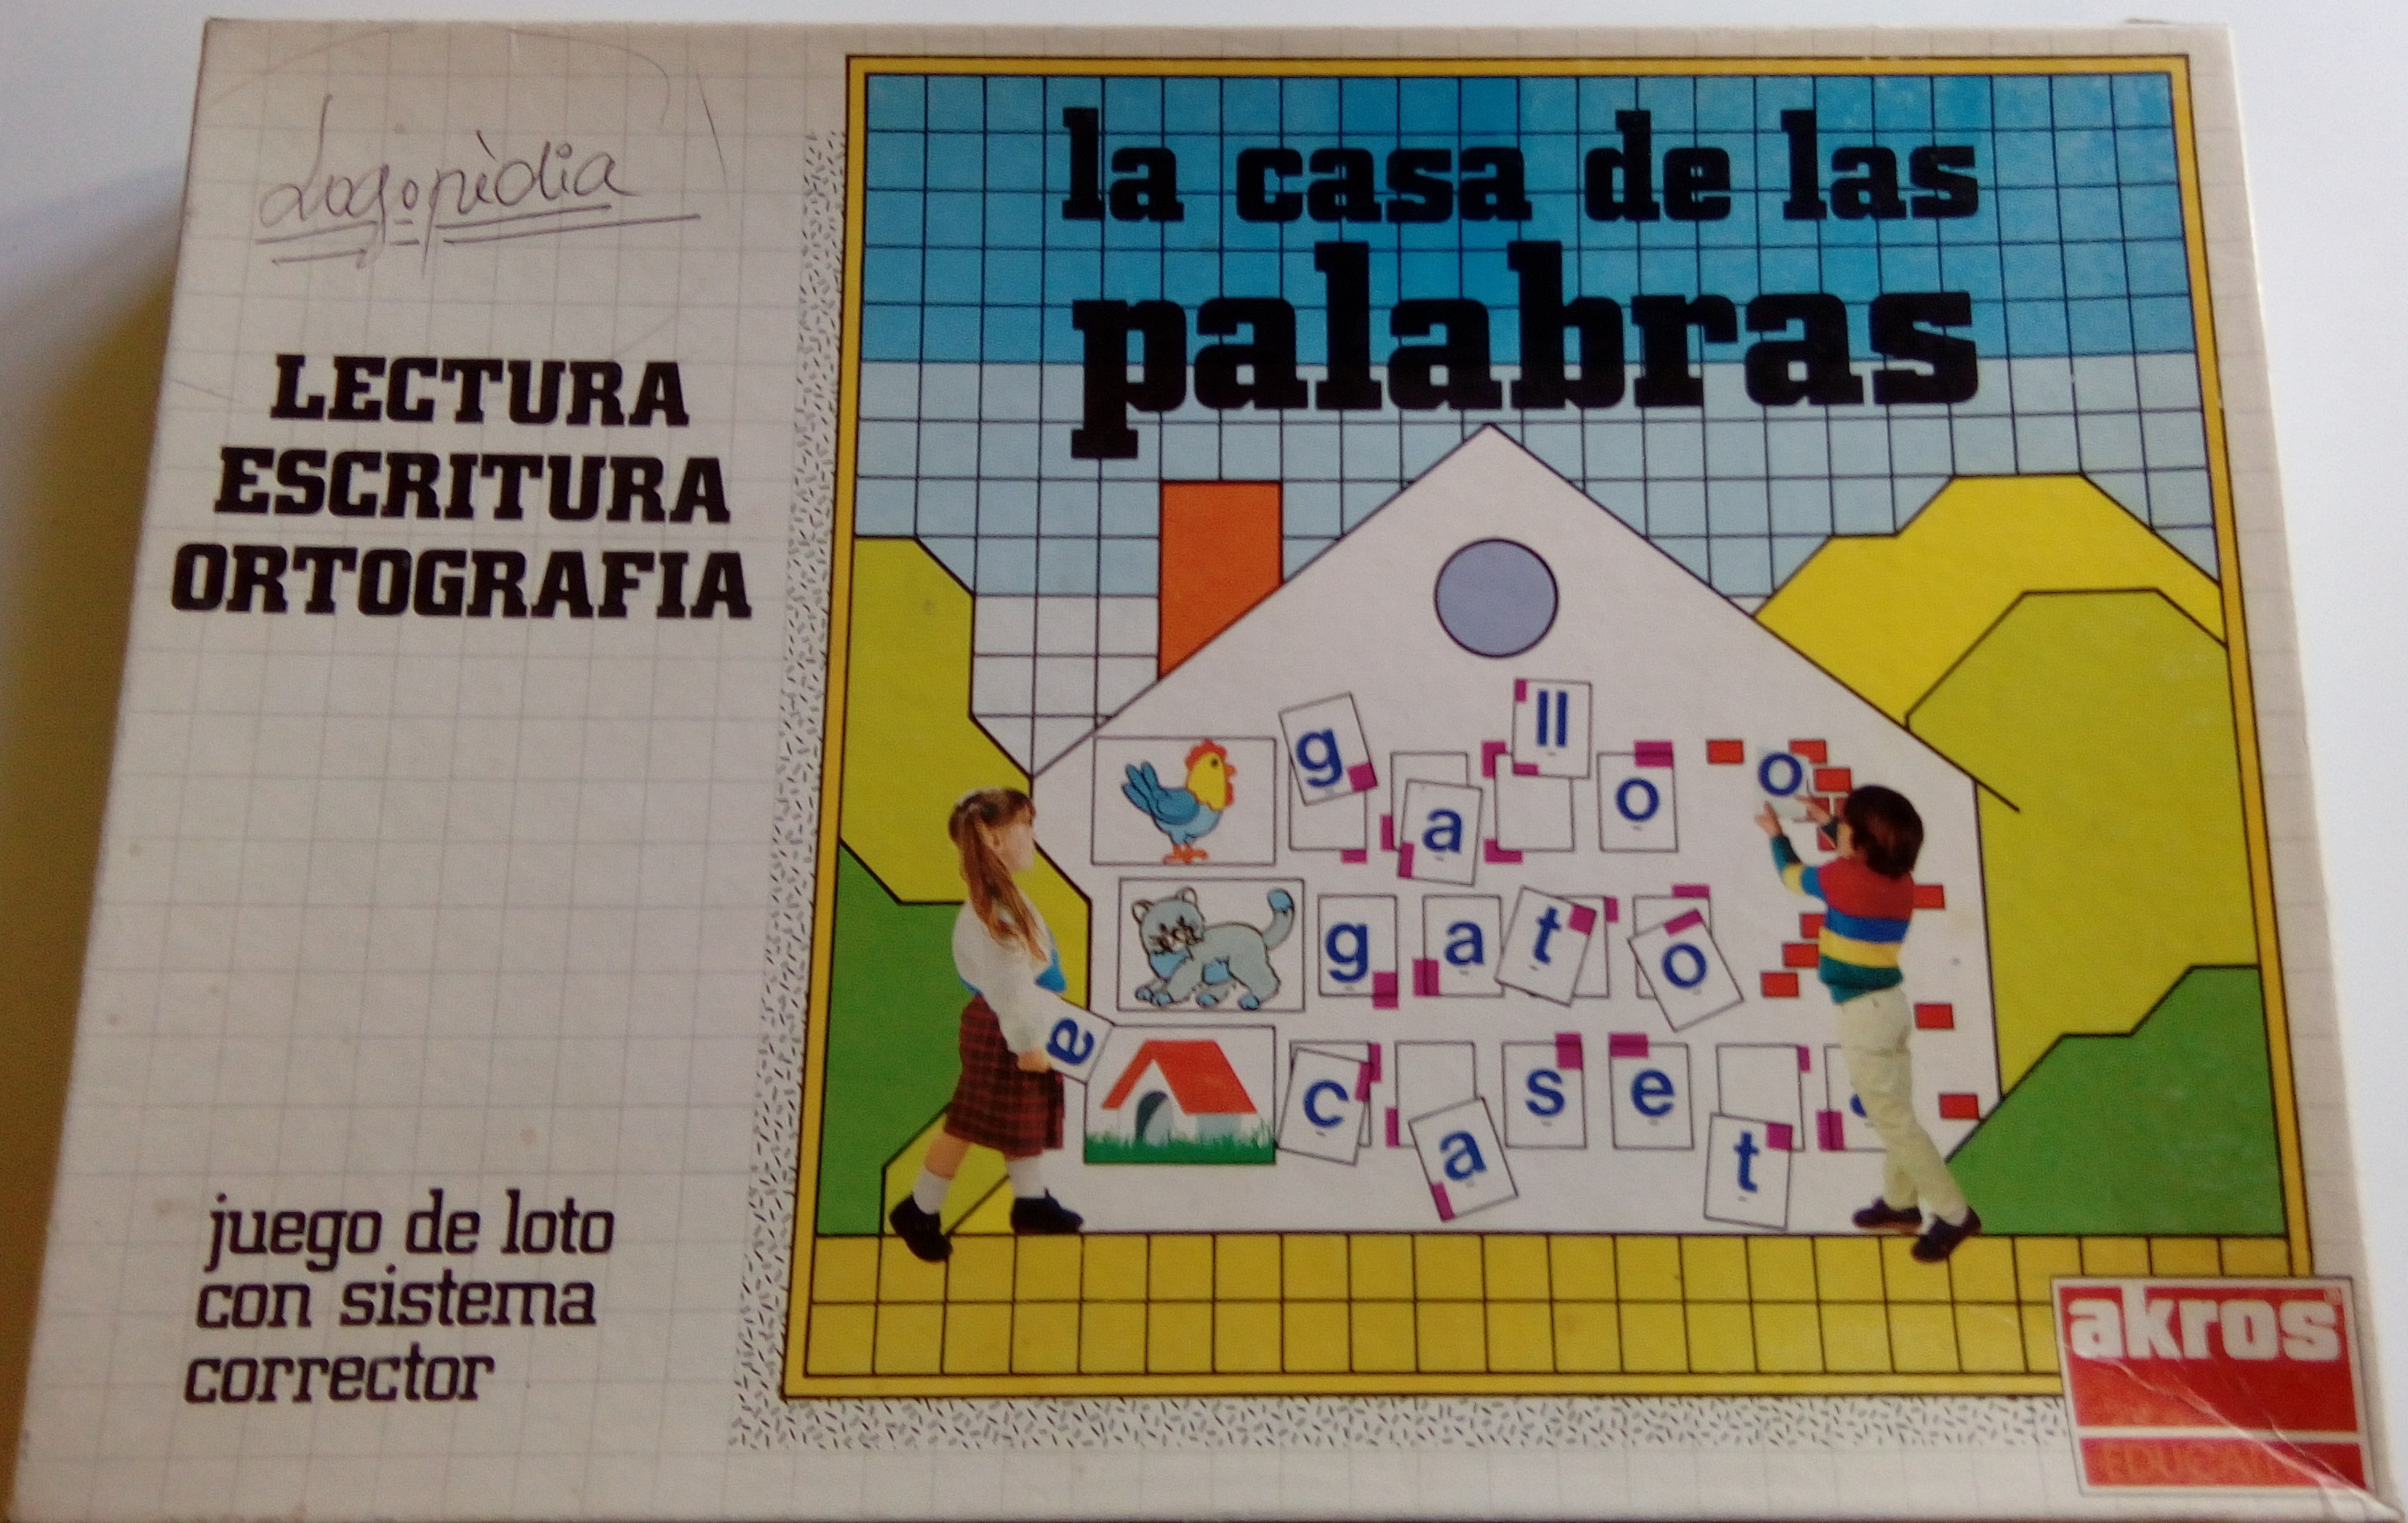 Logopèdia
LECTURA
ESCRITURA
ORTOGRAFIA
juego de loto
con sistema
corrector
la casa de las
palabras
g a ll o o
g a t o
a
c a s e t
akros